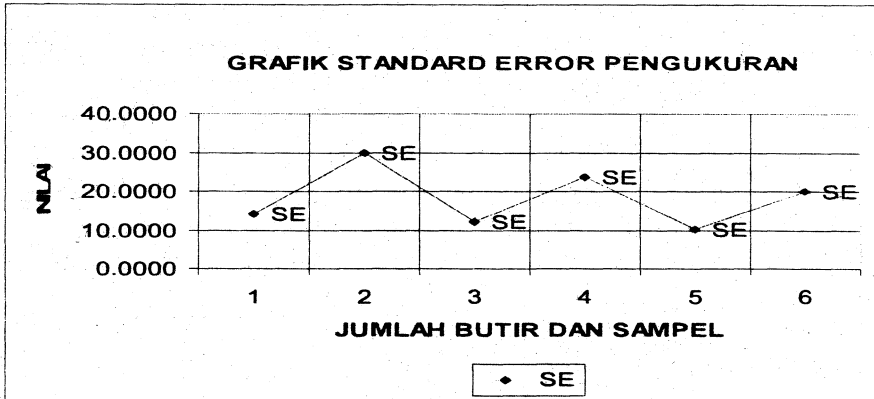 GRAFIK STANDARD ERROR PENGUKURAN
40.0000
30.0000
20.0000
10.0000
0.0000
NILAI
SE
SE
SE
SE
SE
SE
1 2 3 4 5 6
JUMLAH BUTIR DAN SAMPEL
SE